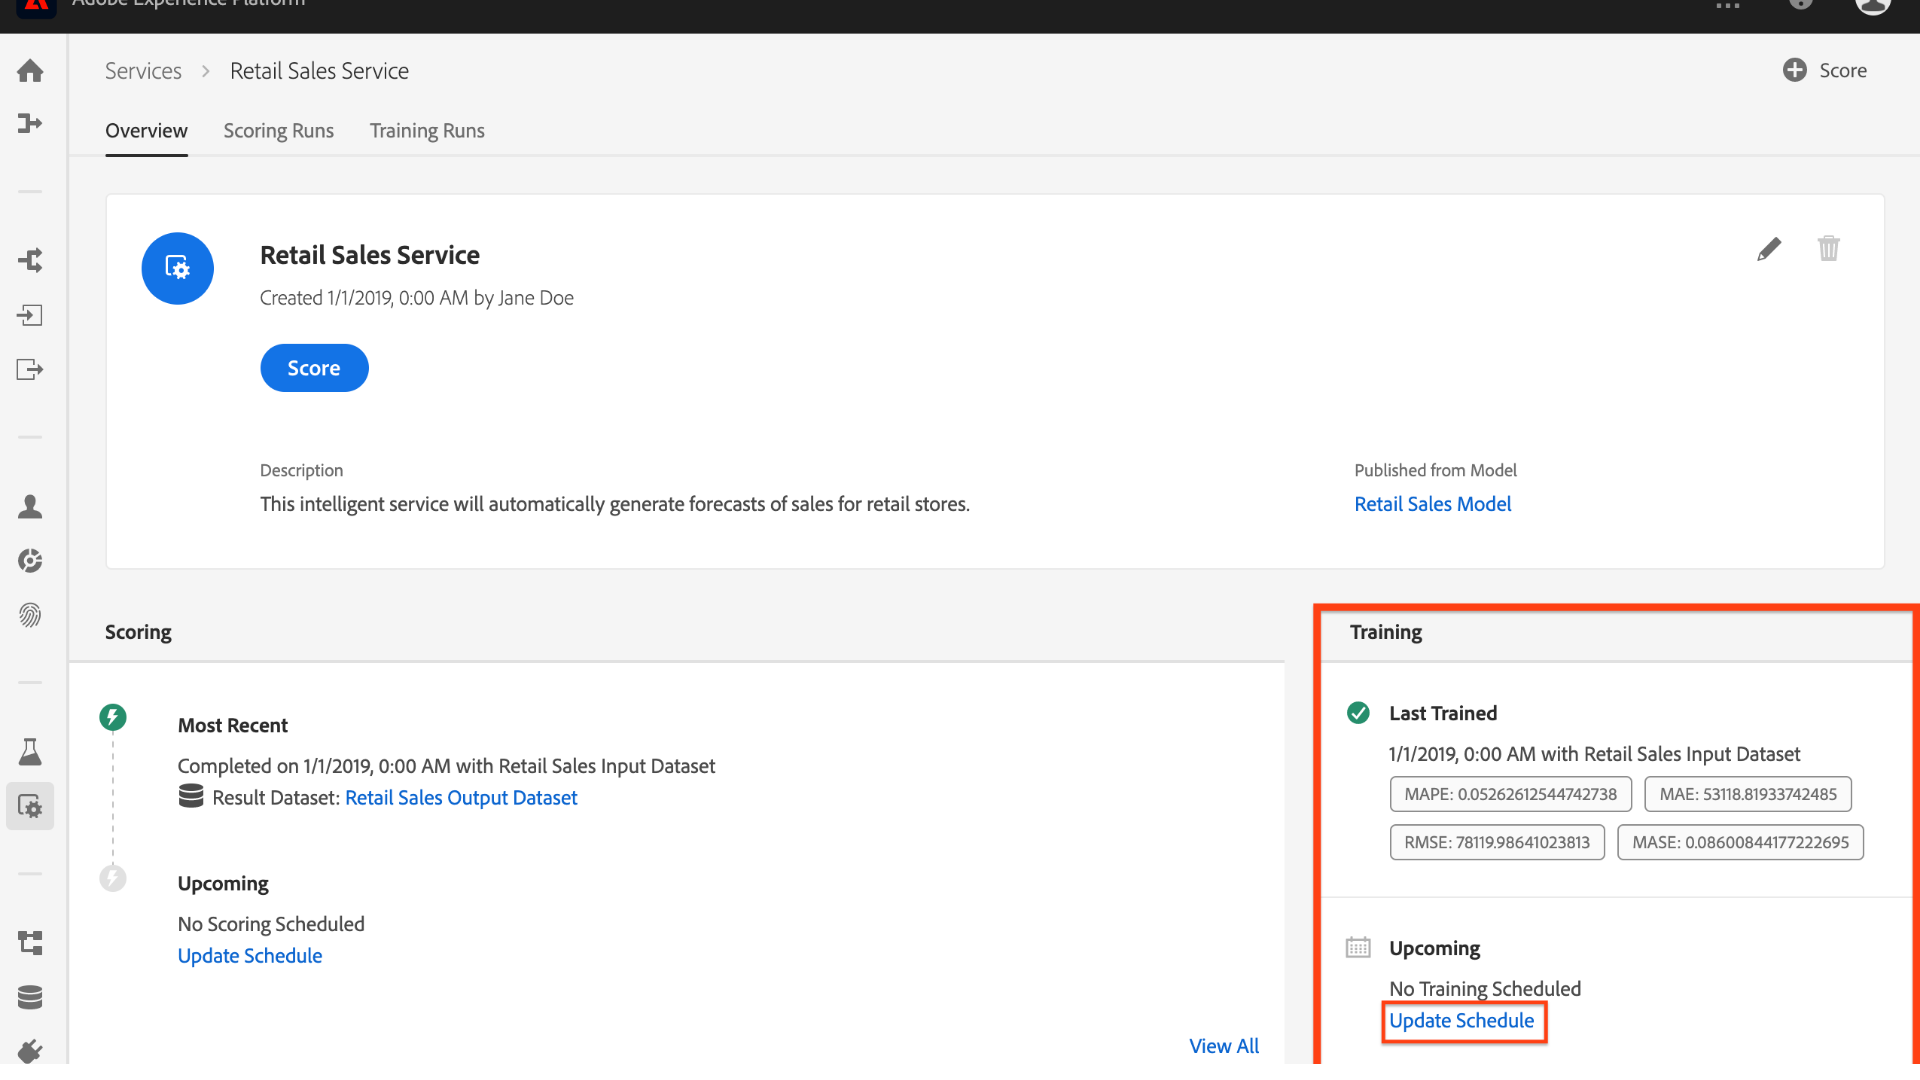 Adobe Experience Platform
Services > Retail Sales Service
Score
Overview Scoring Runs Training Runs
Retail Sales Service
Created 1/1/2019, 0:00 AM by Jane Doe
Score
Description
This intelligent service will automatically generate forecasts of sales for retail stores.
Published from Model
Retail Sales Model
Scoring
Most Recent
Completed on 1/1/2019, 0:00 AM with Retail Sales Input Dataset
Result Dataset: Retail Sales Output Dataset
Upcoming
No Scoring Scheduled
Update Schedule
View All
Training
Last Trained
1/1/2019, 0:00 AM with Retail Sales Input Dataset
MAPE: 0.05262612544742738 MAE: 53118.81933742485
RMSE: 78119.98641023813 MASE: 0.08600844177222695
Upcoming
No Training Scheduled
Update Schedule